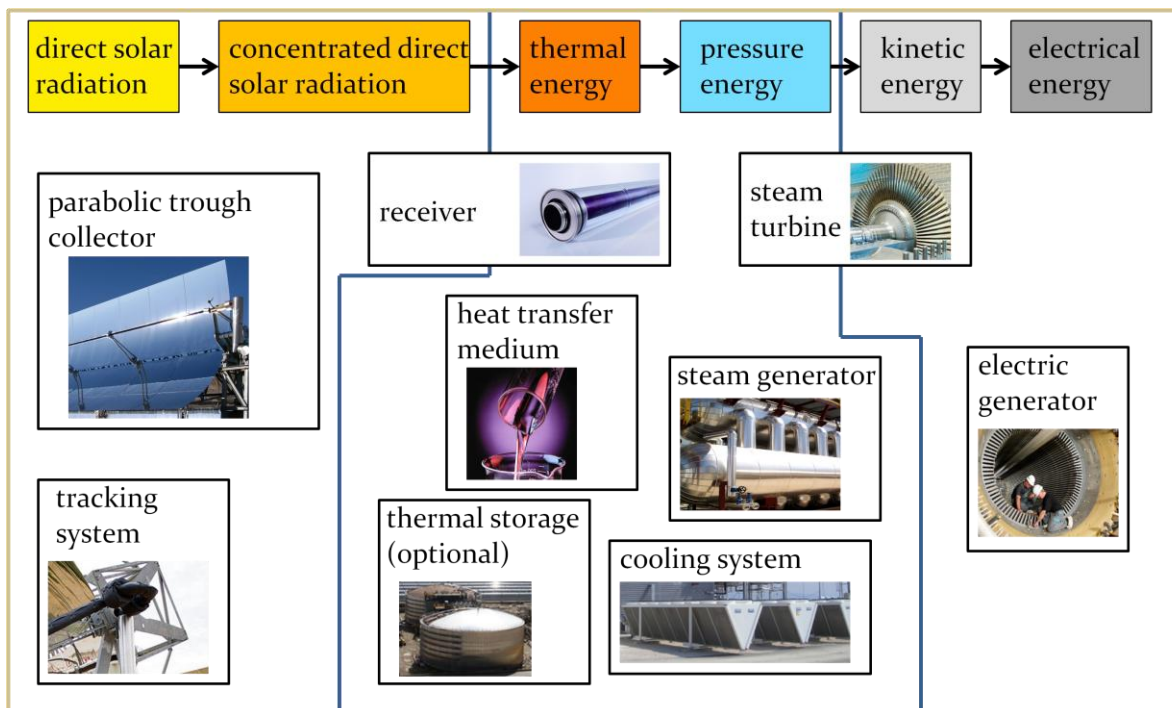 direct solar
radiation
concentrated direct
solar radiation
thermal
energy
pressure
energy
kinetic
energy
electrical
energy
parabolic trough
collector
receiver
steam
turbine
heat transfer
medium
steam generator
electric
generator
tracking
system
thermal storage
(optional)
cooling system